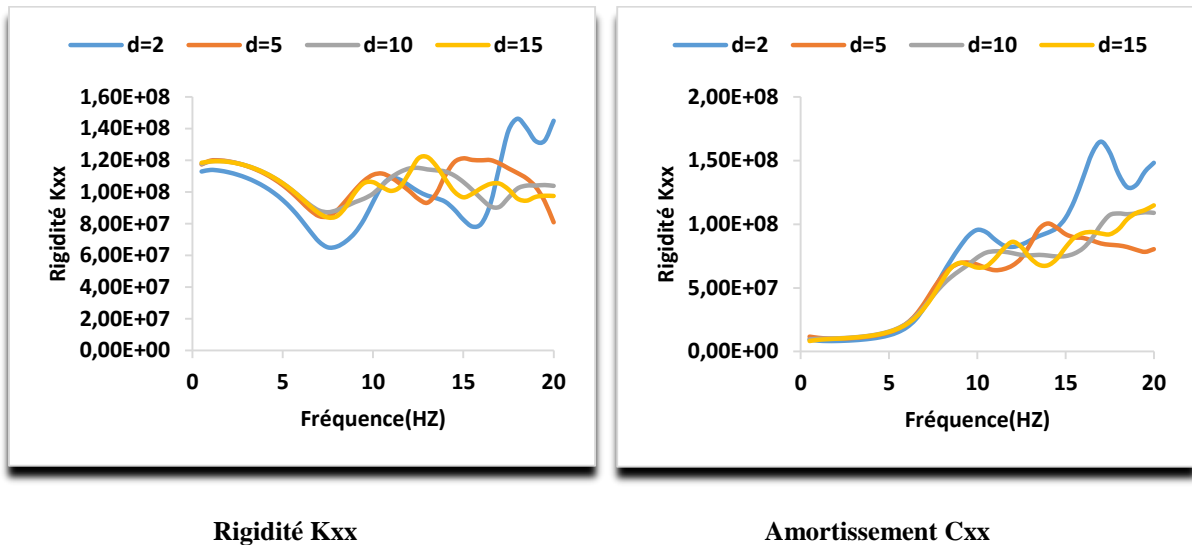 d=2 d=5 d=10 d=15
1,60E+08
1,40E+08
1,20E+08
1,00E+08
8,00E+07
6,00E+07
4,00E+07
2,00E+07
0,00E+00
Rigidité Kxx
0 5 10 15 20
Fréquence(HZ)
d=2 d=5 d=10 d=15
2,00E+08
1,50E+08
1,00E+08
5,00E+07
0,00E+00
Rigidité Kxx
0 5 10 15 20
Fréquence(HZ)
Rigidité Kxx
Amortissement Cxx